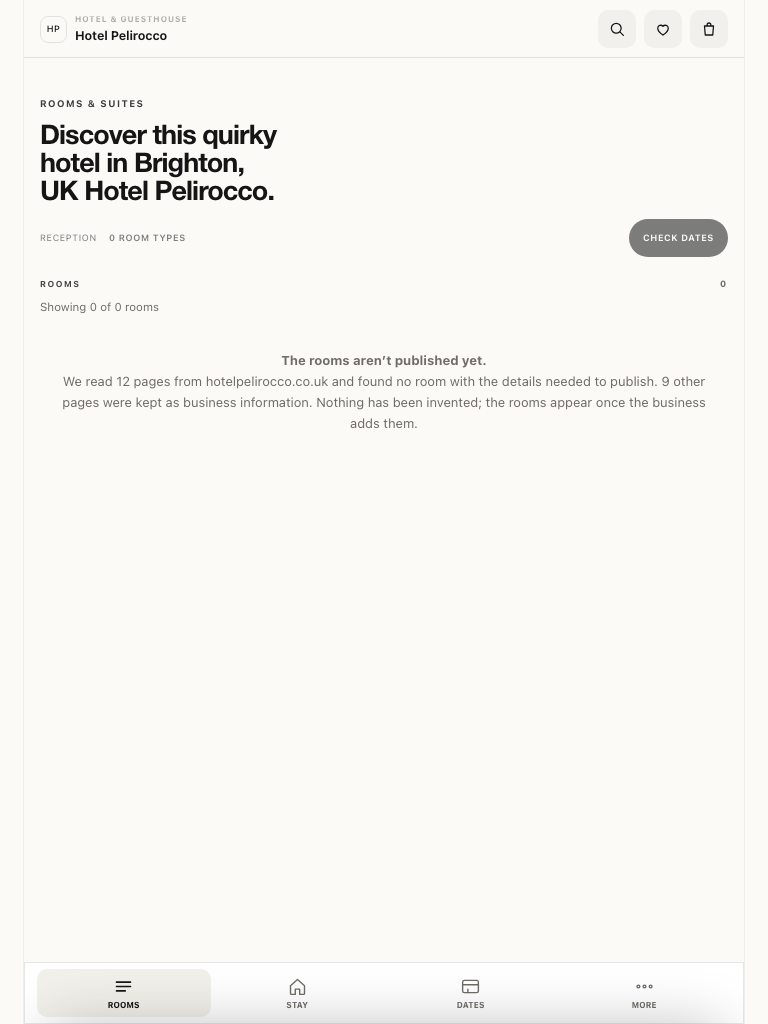 HP
HOTEL & GUESTHOUSE
Hotel Pelirocco
ROOMS & SUITES
Discover this quirky
hotel in Brighton,
UK Hotel Pelirocco.
RECEPTION 0 ROOM TYPES
CHECK DATES
ROOMS 0
Showing 0 of 0 rooms
The rooms aren’t published yet.
We read 12 pages from hotelpelirocco.co.uk and found no room with the details needed to publish. 9 other
pages were kept as business information. Nothing has been invented; the rooms appear once the business
adds them.
ROOMS STAY DATES MORE